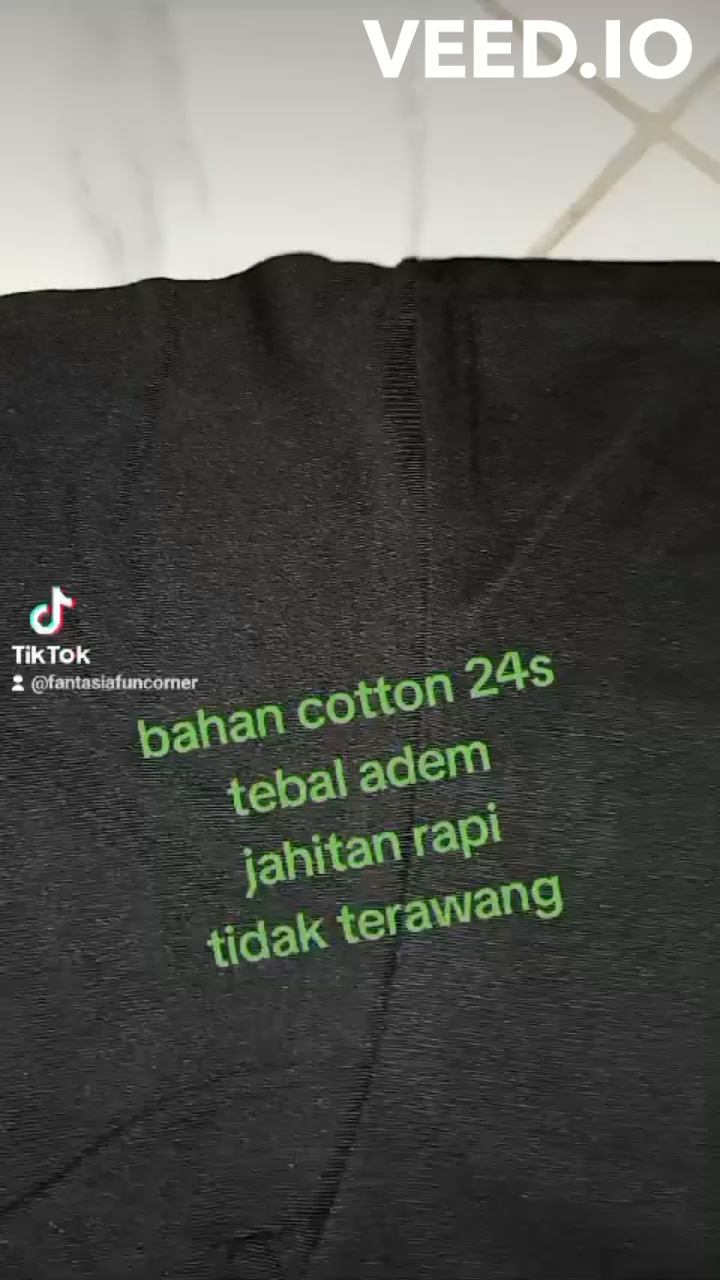 VEED.IO
TikTok
@fantasiafuncorner
bahan cotton 24s
tebal adem
jahitan rapi
tidak terawang